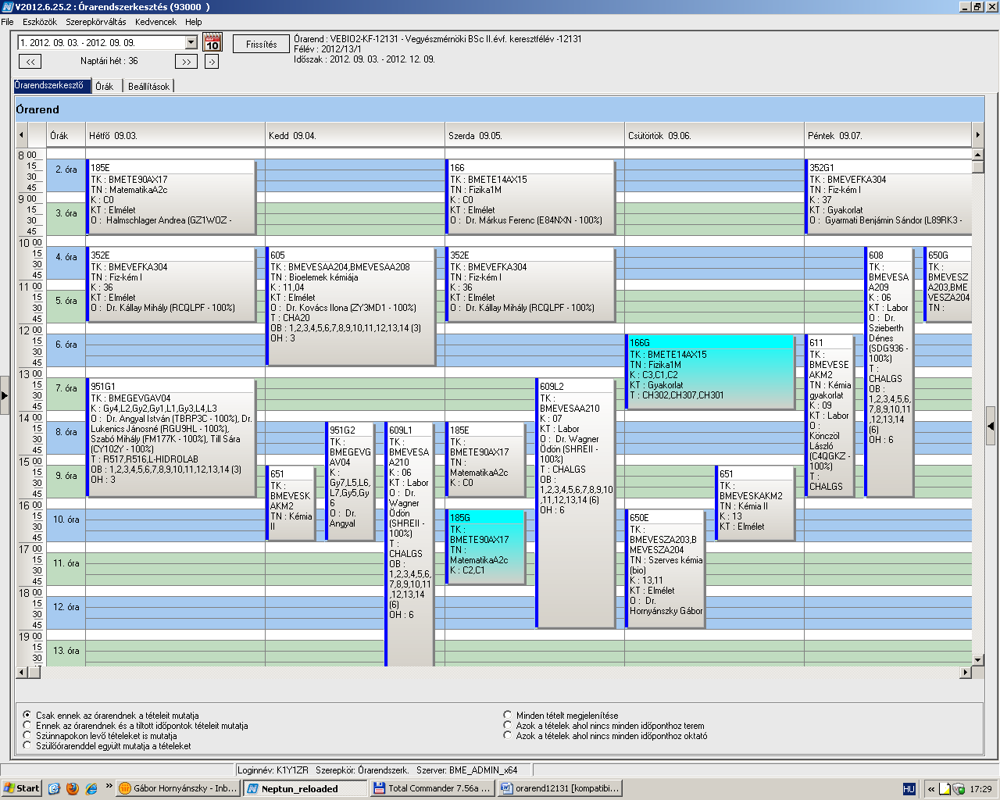 V2012.6.25.2 : Órarendszerkesztés (93000  )
File Eszközök Szerepkörváltás Kedvencek Help
1. 2012. 09. 03. - 2012. 09. 09.
10
Frissítés
Órarend : VEBIO2-KF-12131 - Vegyészmérnöki BSc II.évf. keresztfélév -12131
Félév : 2012/13/1
Időszak : 2012. 09. 03. - 2012. 12. 09.
<< Naptári hét : 36 >> ->
Órarendszerkesztő Órák Beállítások
Órarend
Órák Hétfő 09.03. Kedd 09.04. Szerda 09.05. Csütörtök 09.06. Péntek 09.07.
8 00
15
30
45
9 00
15
30
45
10 00
15
30
45
11 00
15
30
45
12 00
15
30
45
13 00
15
30
45
14 00
15
30
45
15 00
15
30
45
16 00
15
30
45
17 00
15
30
45
18 00
15
30
45
19 00
15
30
2. óra
3. óra
4. óra
5. óra
6. óra
7. óra
8. óra
9. óra
10. óra
11. óra
12. óra
13. óra
185E
TK : BMETE90AX17
TN : MatematikaA2c
K : C0
KT : Elmélet
O : Halmschlager Andrea (GZ1WOZ -
352E
TK : BMEVEFKA304
TN : Fiz-kém I
K : 36
KT : Elmélet
O : Dr. Kállay Mihály (RCQLPF - 100%)
951G1
TK : BMEGEVGAV04
K : Gy4,L2,Gy2,Gy1,L1,Gy3,L4,L3
O : Dr. Angyal István (TBRP3C - 100%), Dr.
Lukenics Jánosné (RGU9HL - 100%),
Szabó Mihály (FM177K - 100%), Till Sára
(CY102Y - 100%)
T : R517,R516,L-HIDROLAB
OB : 1,2,3,4,5,6,7,8,9,10,11,12,13,14 (3)
OH : 3
605
TK : BMEVESAA204,BMEVESAA208
TN : Bioelemek kémiája
K : 11,04
KT : Elmélet
O : Dr. Kovács Ilona (ZY3MD1 - 100%)
T : CHA20
OB : 1,2,3,4,5,6,7,8,9,10,11,12,13,14 (3)
OH : 3
651
TK :
BMEVESK
AKM2
TN : Kémia
II
951G2
TK :
BMEGEVG
AV04
K :
Gy7,L5,L6,
L7,Gy5,Gy
6
O : Dr.
Angyal
609L1
TK :
BMEVESA
A210
K : 06
KT : Labor
O : Dr.
Wagner
Ödön
(SHREII -
100%)
T :
CHALGS
OB :
1,2,3,4,5,6,
7,8,9,10,11
,12,13,14
(6)
OH : 6
166
TK : BMETE14AX15
TN : Fizika1M
K : C0
KT : Elmélet
O : Dr. Márkus Ferenc (E84NXN - 100%)
352E
TK : BMEVEFKA304
TN : Fiz-kém I
K : 36
KT : Elmélet
O : Dr. Kállay Mihály (RCQLPF - 100%)
185E
TK :
BMETE90AX17
TN :
MatematikaA2c
K : C0
185G
TK :
BMETE90AX17
TN :
MatematikaA2c
K : C2,C1
609L2
TK :
BMEVESAA210
K : 07
KT : Labor
O : Dr. Wagner
Ödön (SHREII -
100%)
T : CHALGS
OB :
1,2,3,4,5,6,7,8,9,10
,11,12,13,14 (6)
OH : 6
166G
TK : BMETE14AX15
TN : Fizika1M
K : C3,C1,C2
KT : Gyakorlat
T : CH302,CH307,CH301
650E
TK :
BMEVESZA203,B
MEVESZA204
TN : Szerves kémia
(bio)
K : 13,11
KT : Elmélet
O : Dr.
Hornyánszky Gábor
651
TK :
BMEVESKAKM2
TN : Kémia II
K : 13
KT : Elmélet
352G1
TK : BMEVEFKA304
TN : Fiz-kém I
K : 37
KT : Gyakorlat
O : Gyarmati Benjámin Sándor (L89RK3 -
611
TK :
BMEVESE
AKM2
TN : Kémia
gyakorlat
K : 09
KT : Labor
O :
Könczöl
László
(C4QGKZ -
100%)
T :
CHALGS
608
TK :
BMEVESA
A209
K : 06
KT : Labor
O : Dr.
Szieberth
Dénes
(SDG936 -
100%)
T :
CHALGS
OB :
1,2,3,4,5,6,
7,8,9,10,11
,12,13,14
(6)
OH : 6
650G
TK :
BMEVESZ
A203,BME
VESZA204
TN :
Csak ennek az órarendnek a tételeit mutatja
Ennek az órarendnek és a tiltott időpontok tételeit mutatja
Szünnapokon levő tételeket is mutatja
Szülőórarenddel együtt mutatja a tételeket
Minden tételt megjelenítése
Azok a tételek ahol nincs minden időponthoz terem
Azok a tételek ahol nincs minden időponthoz oktató
Loginnév: K1Y1ZR Szerepkör: Órarendszerk. Szerver: BME_ADMIN_x64
Start » Gábor Hornyánszky - Inb... Neptun_reloaded Total Commander 7.56a ... orarend12131 [kompatibi... HU « 17:29